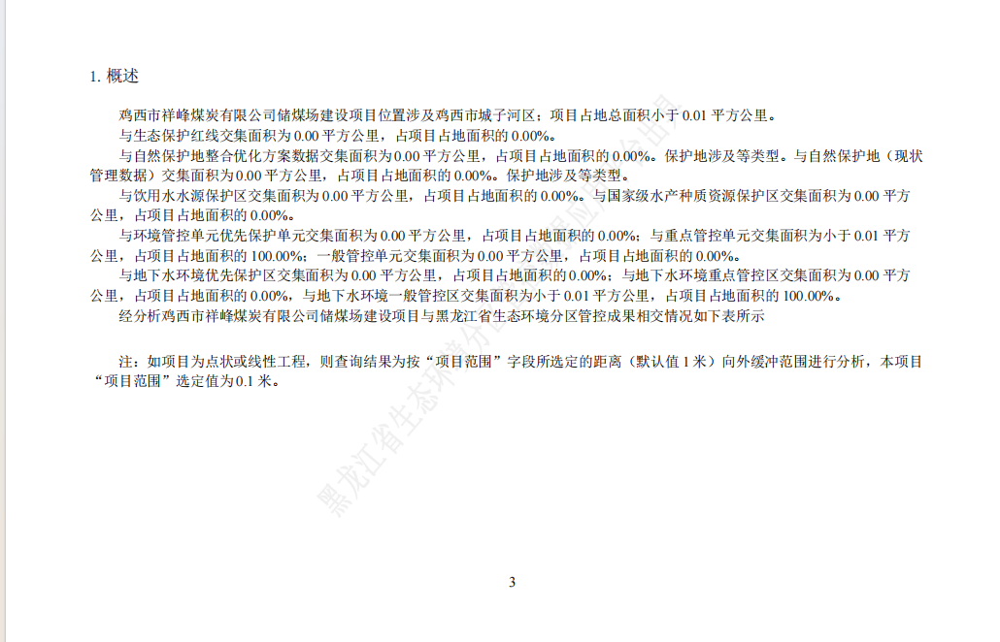 1. 概述
鸡西市祥峰煤炭有限公司储煤场建设项目位置涉及鸡西市城子河区；项目占地总面积小于 0.01 平方公里。
与生态保护红线交集面积为 0.00 平方公里，占项目占地面积的 0.00%。
与自然保护地整合优化方案数据交集面积为 0.00 平方公里，占项目占地面积的 0.00%。保护地涉及等类型。与自然保护地（现状
管理数据）交集面积为 0.00 平方公里，占项目占地面积的 0.00%。保护地涉及等类型。
与饮用水水源保护区交集面积为 0.00 平方公里，占项目占地面积的 0.00%。与国家级水产种质资源保护区交集面积为 0.00 平方
公里，占项目占地面积的 0.00%。
与环境管控单元优先保护单元交集面积为 0.00 平方公里，占项目占地面积的 0.00%；与重点管控单元交集面积为小于 0.01 平方
公里，占项目占地面积的 100.00%；一般管控单元交集面积为 0.00 平方公里，占项目占地面积的 0.00%。
与地下水环境优先保护区交集面积为 0.00 平方公里，占项目占地面积的 0.00%；与地下水环境重点管控区交集面积为 0.00 平方
公里，占项目占地面积的 0.00%，与地下水环境一般管控区交集面积为小于 0.01 平方公里，占项目占地面积的 100.00%。
经分析鸡西市祥峰煤炭有限公司储煤场建设项目与黑龙江省生态环境分区管控成果相交情况如下表所示
注：如项目为点状或线性工程，则查询结果为按“项目范围”字段所选定的距离（默认值 1 米）向外缓冲范围进行分析，本项目
“项目范围”选定值为 0.1 米。
黑龙江省生态环境分
3